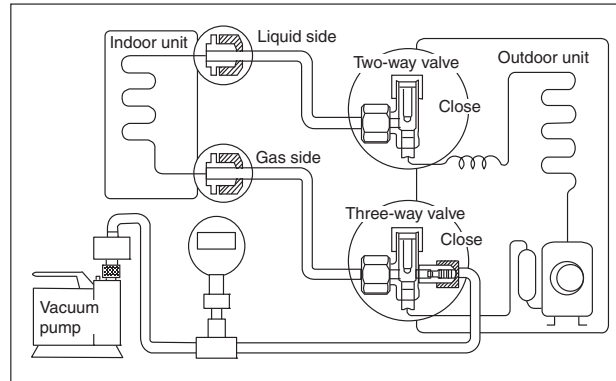 Indoor unit
Liquid side
Two-way valve
Outdoor unit
Close
Gas side
Three-way valve
Close
Vacuum
pump